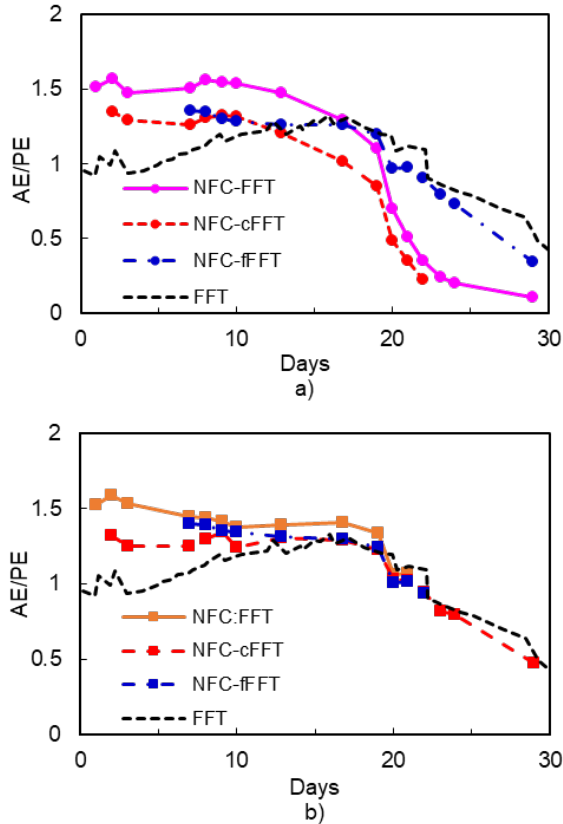 2
1.5
AE/PE
1
NFC-FFT
NFC-cFFT
0.5
NFC-fFFT
FFT
0
0 10 20 30
Days
a)
2
1.5
AE/PE
1
NFC:FFT
NFC-cFFT
0.5
NFC-fFFT
FFT
0
0 10 20 30
Days
b)